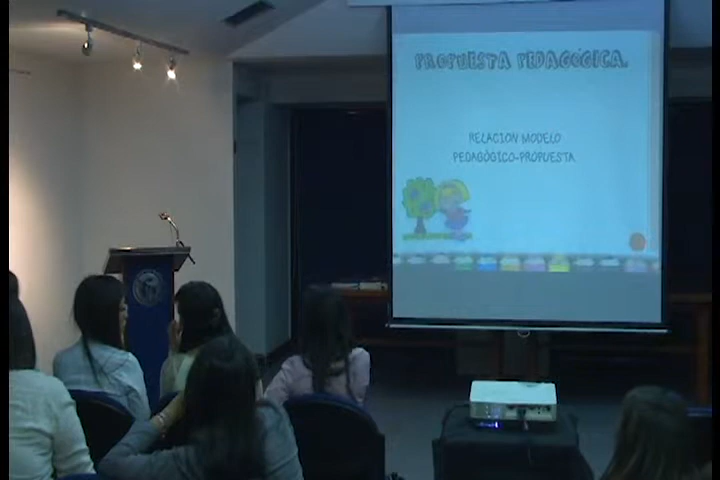 PROPUESTA PEDAGÓGICA.
RELACION MODELO
PEDAGÓGICO-PROPUESTA